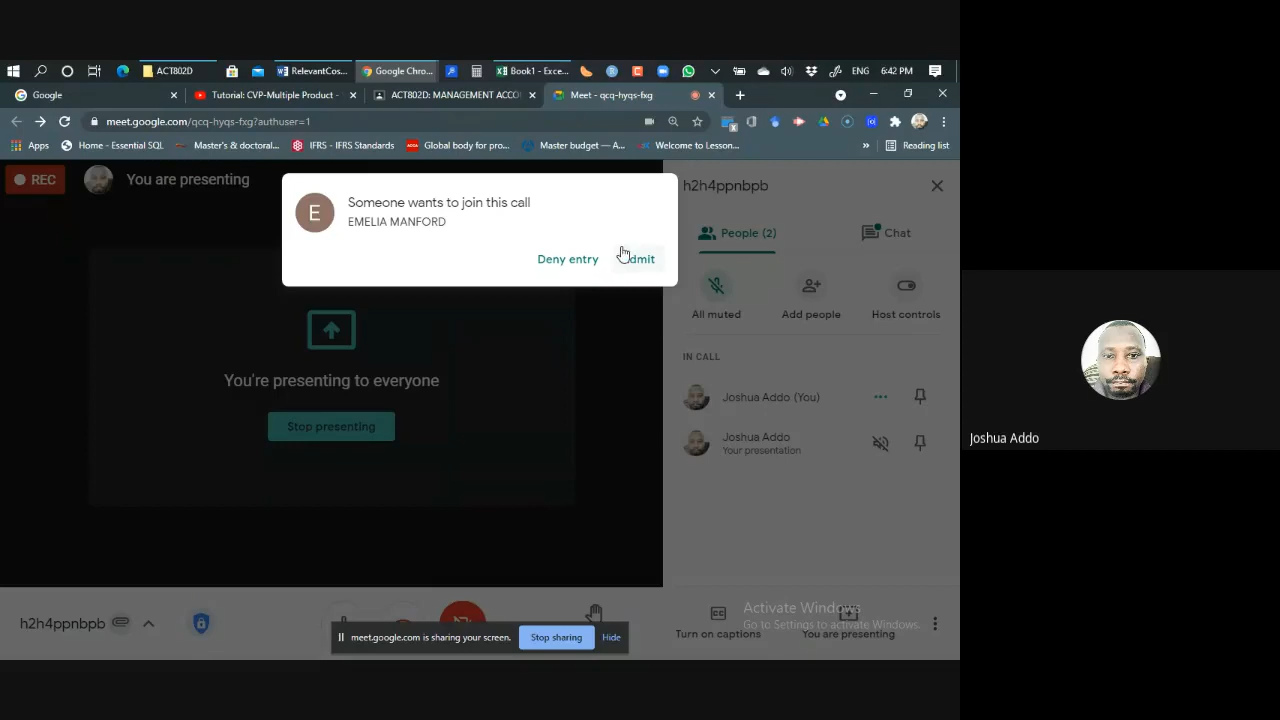 ACT802D
RelevantCos...
Google Chro...
Book1 - Exce...
ENG
6:42 PM
Google
Tutorial: CVP-Multiple Product -
ACT802D: MANAGEMENT ACCO
Meet - qcq-hyqs-fxg
meet.google.com/qcq-hyqs-fxg?authuser=1
Apps
Home - Essential SQL
Master's & doctoral...
IFRS - IFRS Standards
Global body for pro...
Master budget — A...
Welcome to Lesson...
»
Reading list
REC
You are presenting
h2h4ppnbpb
E
Someone wants to join this call
EMELIA MANFORD
Deny entry
People (2)
Chat
All muted
Add people
Host controls
You're presenting to everyone
Stop presenting
IN CALL
Joshua Addo (You)
Joshua Addo
Your presentation
Joshua Addo
h2h4ppnbpb
meet.google.com is sharing your screen.
Stop sharing
Hide
CC
Turn on captions
You are presenting
Activate Windows
Go to Settings to activate Windows.